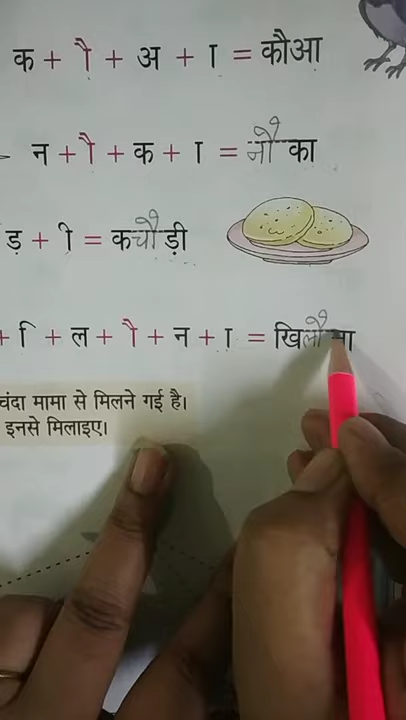 क + ौ + अ + ा = कौआ
न + ौ + क + ा = नौका
ड़ + ी = कचौड़ी
+ ि + ल + ौ + न + ा = खिलौना
चंदा मामा से मिलने गई है।
इनसे मिलाइए।